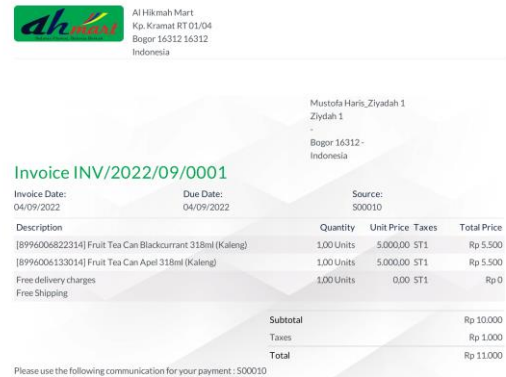 ahmart
Al Hikmah Mart
Kp. Kramat RT 01/04
Bogor 16312 16312
Indonesia
Mustofa Haris_Ziyadah 1
Ziydah 1
-
Bogor 16312 -
Indonesia
Invoice INV/2022/09/0001
Invoice Date: Due Date: Source:
04/09/2022 04/09/2022 S00010
Description Quantity Unit Price Taxes Total Price
[8996006822314] Fruit Tea Can Blackcurrant 318ml (Kaleng) 1,00 Units 5.000,00 ST1 Rp 5.500
[8996006133014] Fruit Tea Can Apel 318ml (Kaleng) 1,00 Units 5.000,00 ST1 Rp 5.500
Free delivery charges 1,00 Units 0,00 ST1 Rp 0
Free Shipping
Subtotal Rp 10.000
Taxes Rp 1.000
Total Rp 11.000
Please use the following communication for your payment : S00010